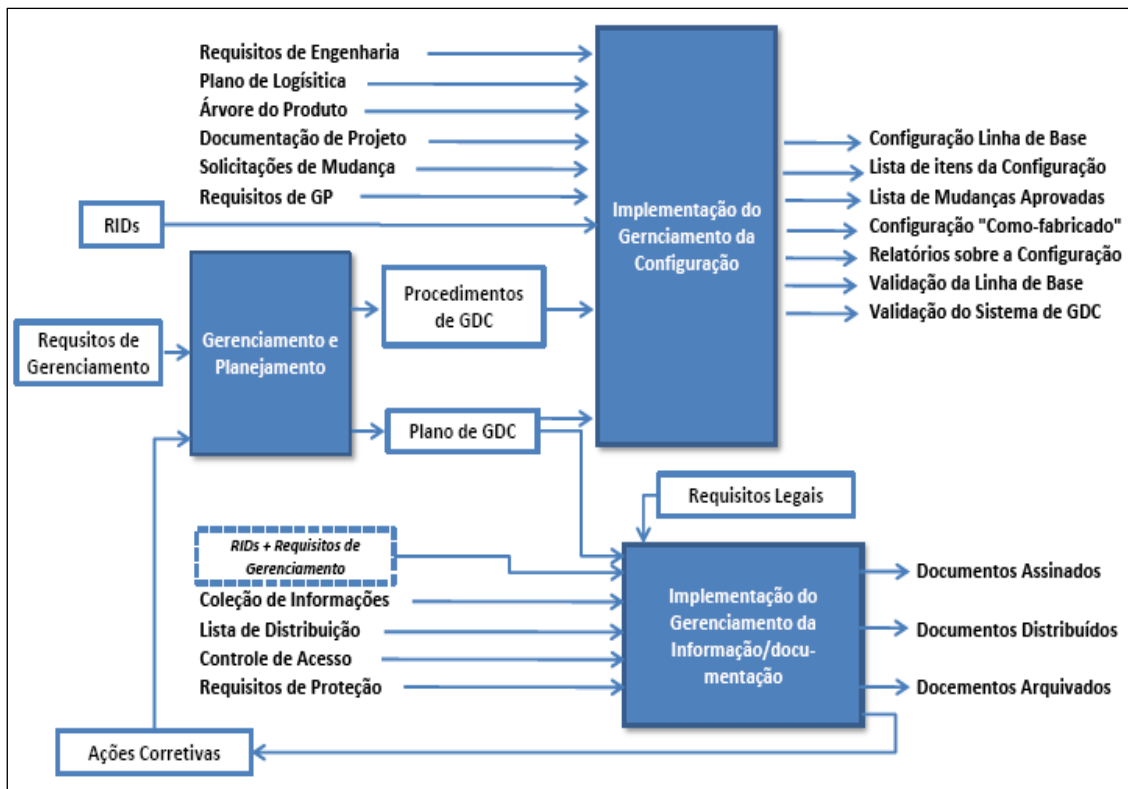 Requisitos de Engenharia
Plano de Logísitica
Árvore do Produto
Documentação de Projeto
Solicitações de Mudança
Requisitos de GP
RIDs
Implementação do
Gernciamento da
Configuração
Configuração Linha de Base
Lista de itens da Configuração
Lista de Mudanças Aprovadas
Configuração "Como-fabricado"
Relatórios sobre a Configuração
Validação da Linha de Base
Validação do Sistema de GDC
Requsitos de
Gerenciamento
Gerenciamento e
Planejamento
Procedimentos
de GDC
Plano de GDC
Requisitos Legais
RIDs + Requisitos de
Gerenciamento
Coleção de Informações
Lista de Distribuição
Controle de Acesso
Requisitos de Proteção
Implementação do
Gerenciamento da
Informação/docu-
mentação
Documentos Assinados
Documentos Distribuídos
Docementos Arquivados
Ações Corretivas